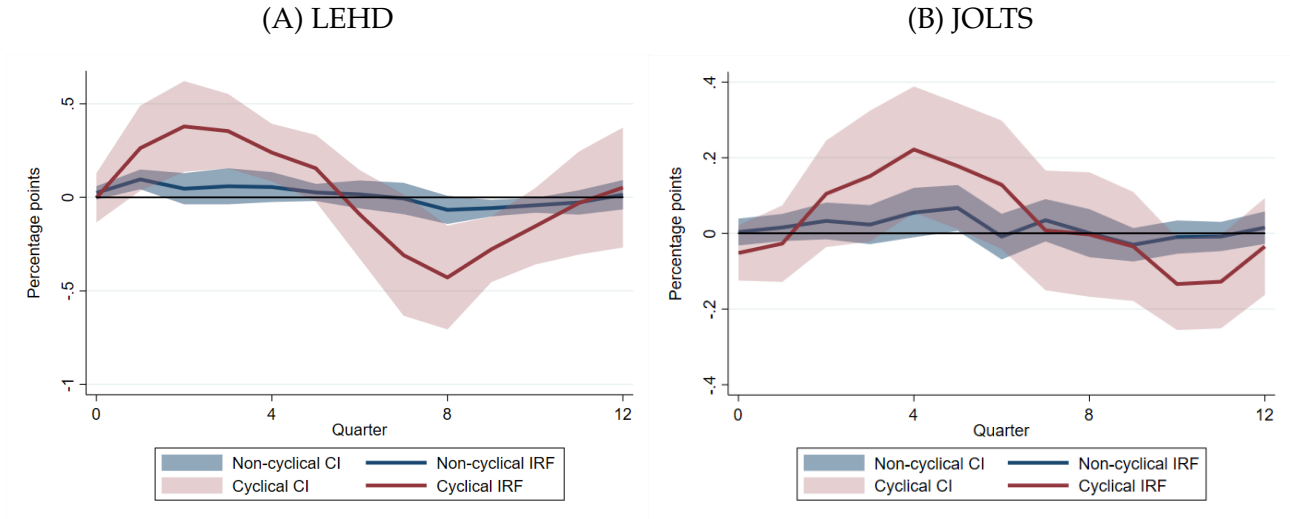 (A) LEHD
Percentage points
.5
0
-.5
-1
0 4 8 12
Quarter
Non-cyclical CI Non-cyclical IRF
Cyclical CI Cyclical IRF
(B) JOLTS
Percentage points
.4
.2
0
-.2
-.4
0 4 8 12
Quarter
Non-cyclical CI Non-cyclical IRF
Cyclical CI Cyclical IRF